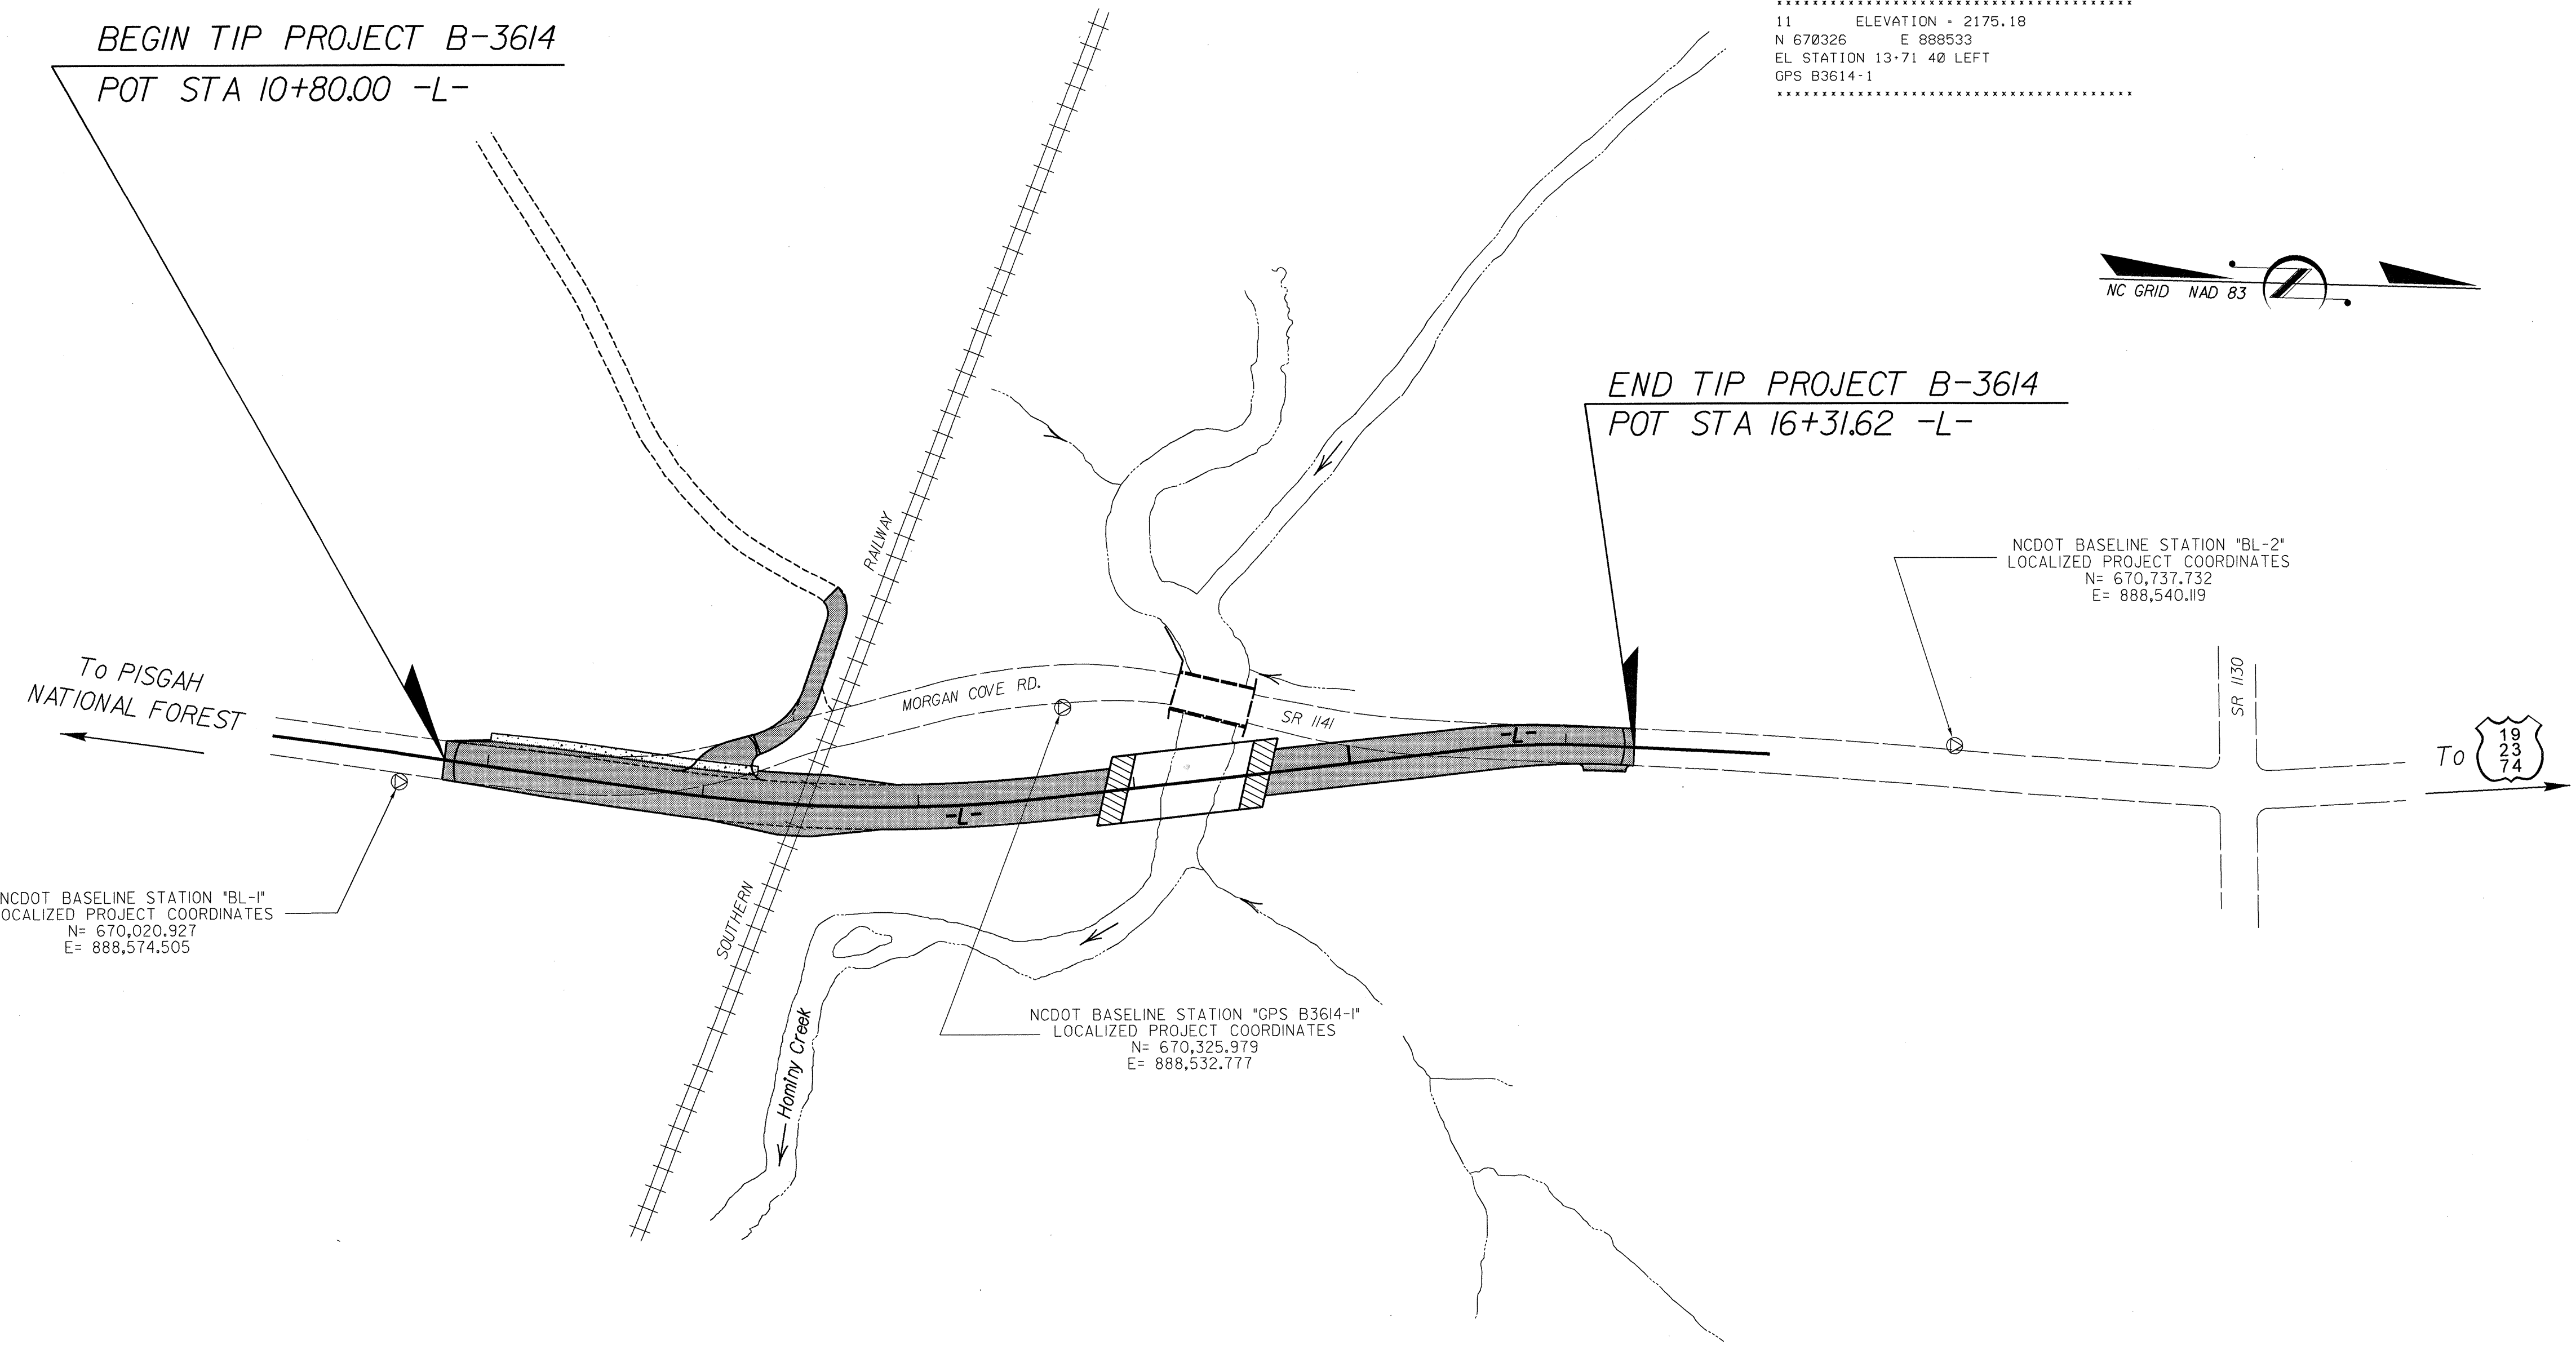 BEGIN TIP PROJECT B-3614
POT STA 10+80.00 -L-
11 ELEVATION = 2175.18
N 670326 E 888533
EL STATION 13+71 40 LEFT
GPS B3614-1
NC GRID NAD 83
END TIP PROJECT B-3614
POT STA 16+31.62 -L-
RAILWAY
NCDOT BASELINE STATION "BL-2"
LOCALIZED PROJECT COORDINATES
N= 670,737.732
E= 888,540.119
To PISGAH
NATIONAL FOREST
MORGAN COVE RD.
SR 1141
-L-
SR 1130
To
19
23
74
-L-
NCDOT BASELINE STATION "BL-1"
OCALIZED PROJECT COORDINATES
N= 670,020.927
E= 888,574.505
SOUTHERN
NCDOT BASELINE STATION "GPS B3614-1"
LOCALIZED PROJECT COORDINATES
N= 670,325.979
E= 888,532.777
Hominy Creek